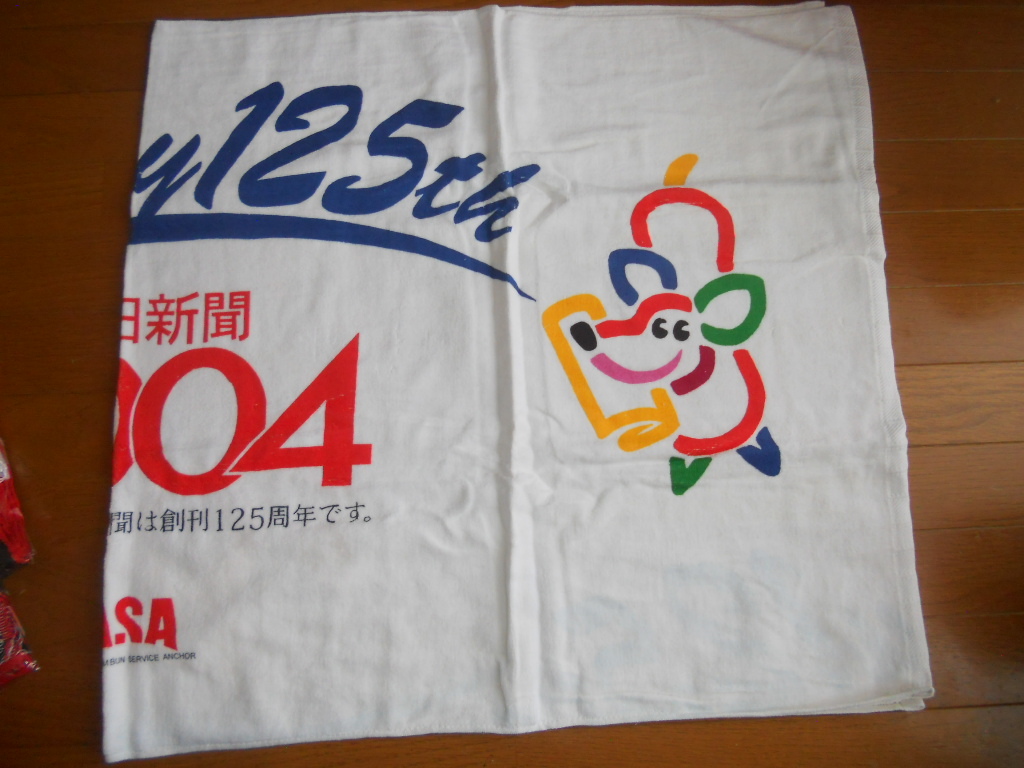 y125th
日新聞
004
聞は創刊125周年です。
ASA
BUN SERVICE ANCHOR